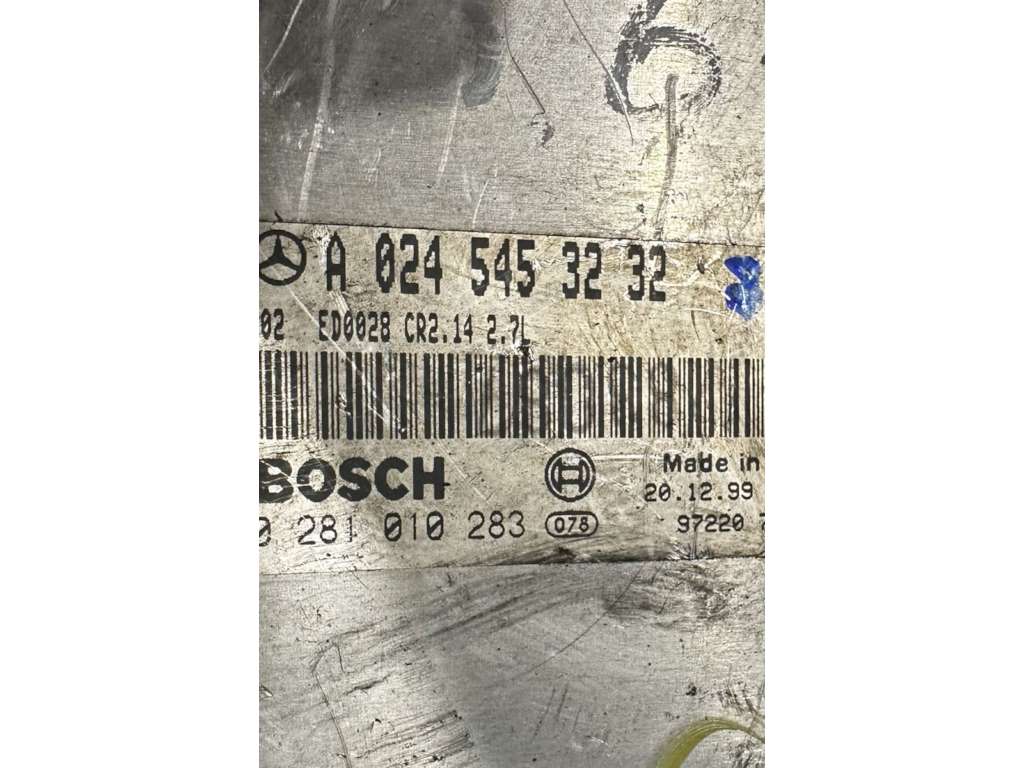 A 024 545 32 32
02 ED0028 CR2.14 2.7L
BOSCH
Made in
20.12.99
0 281 010 283 078
97220